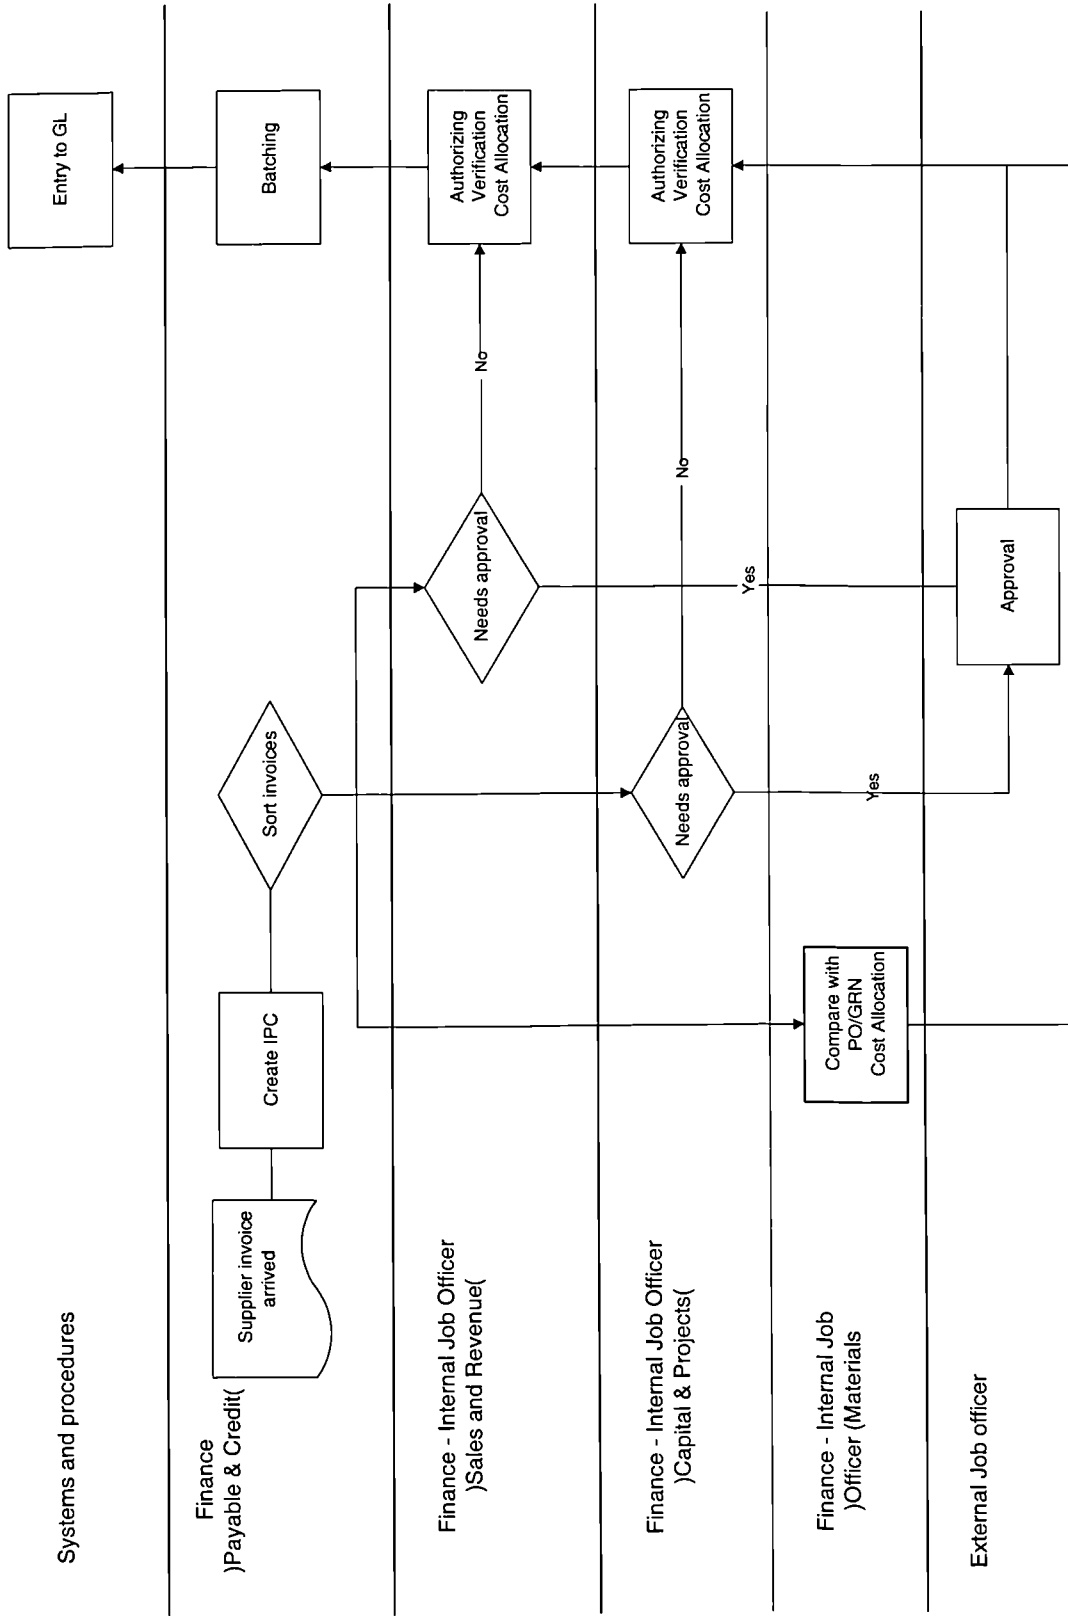 Systems and procedures
Entry to GL
Finance
)Payable & Credit(
Supplier invoice
arrived
Create IPC
Sort invoices
Batching
Finance - Internal Job Officer
)Sales and Revenue(
Needs approval
No
Authorizing
Verification
Cost Allocation
Finance - Internal Job Officer
)Capital & Projects(
Needs approval
No
Yes
Authorizing
Verification
Cost Allocation
Finance - Internal Job
)Officer (Materials
Compare with
PO/GRN
Cost Allocation
Yes
External Job officer
Approval